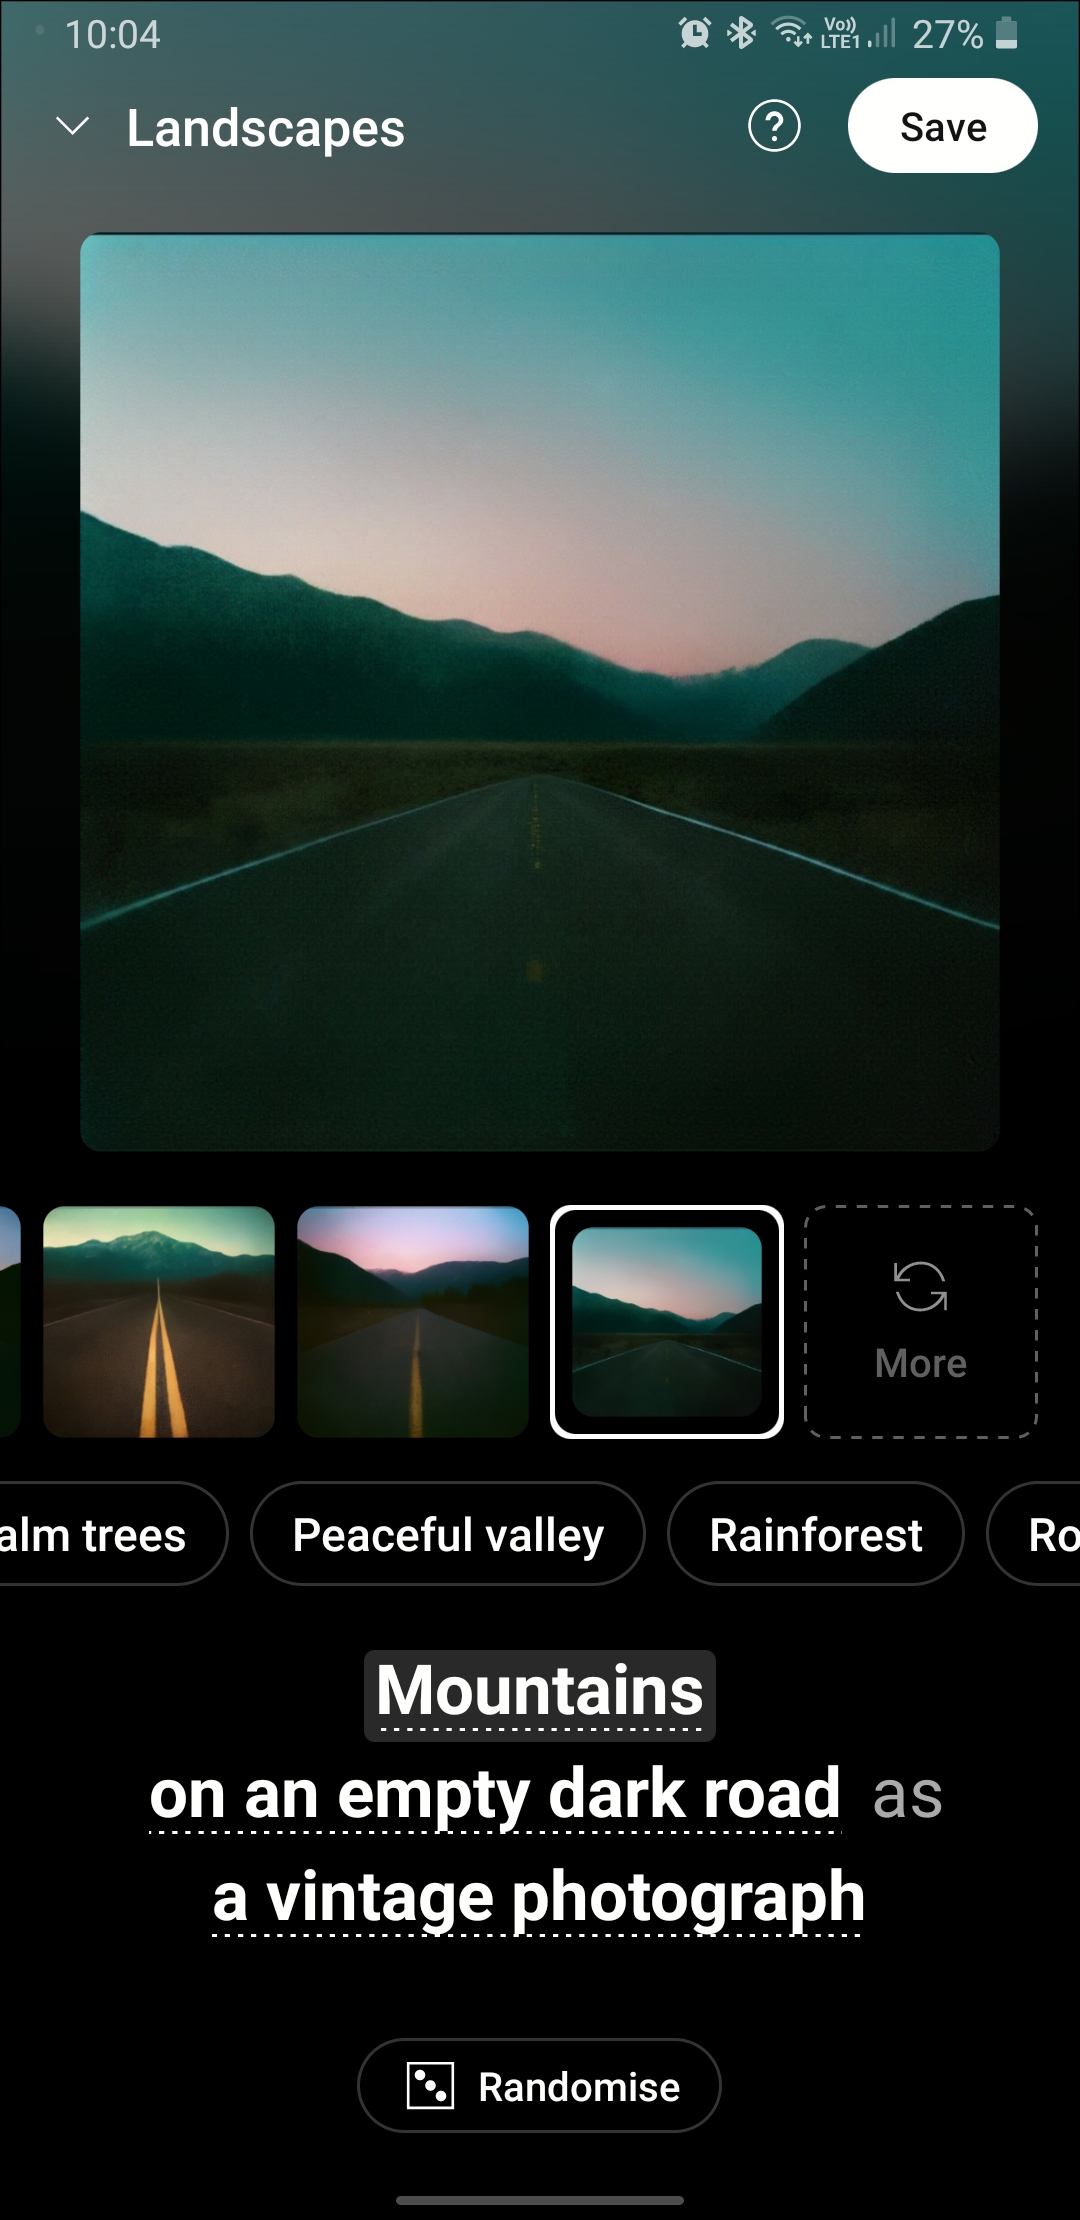 10:04
Vo)) LTE1 27%
Landscapes
? Save
More
alm trees
Peaceful valley
Rainforest
Ro
Mountains
on an empty dark road as
a vintage photograph
Randomise